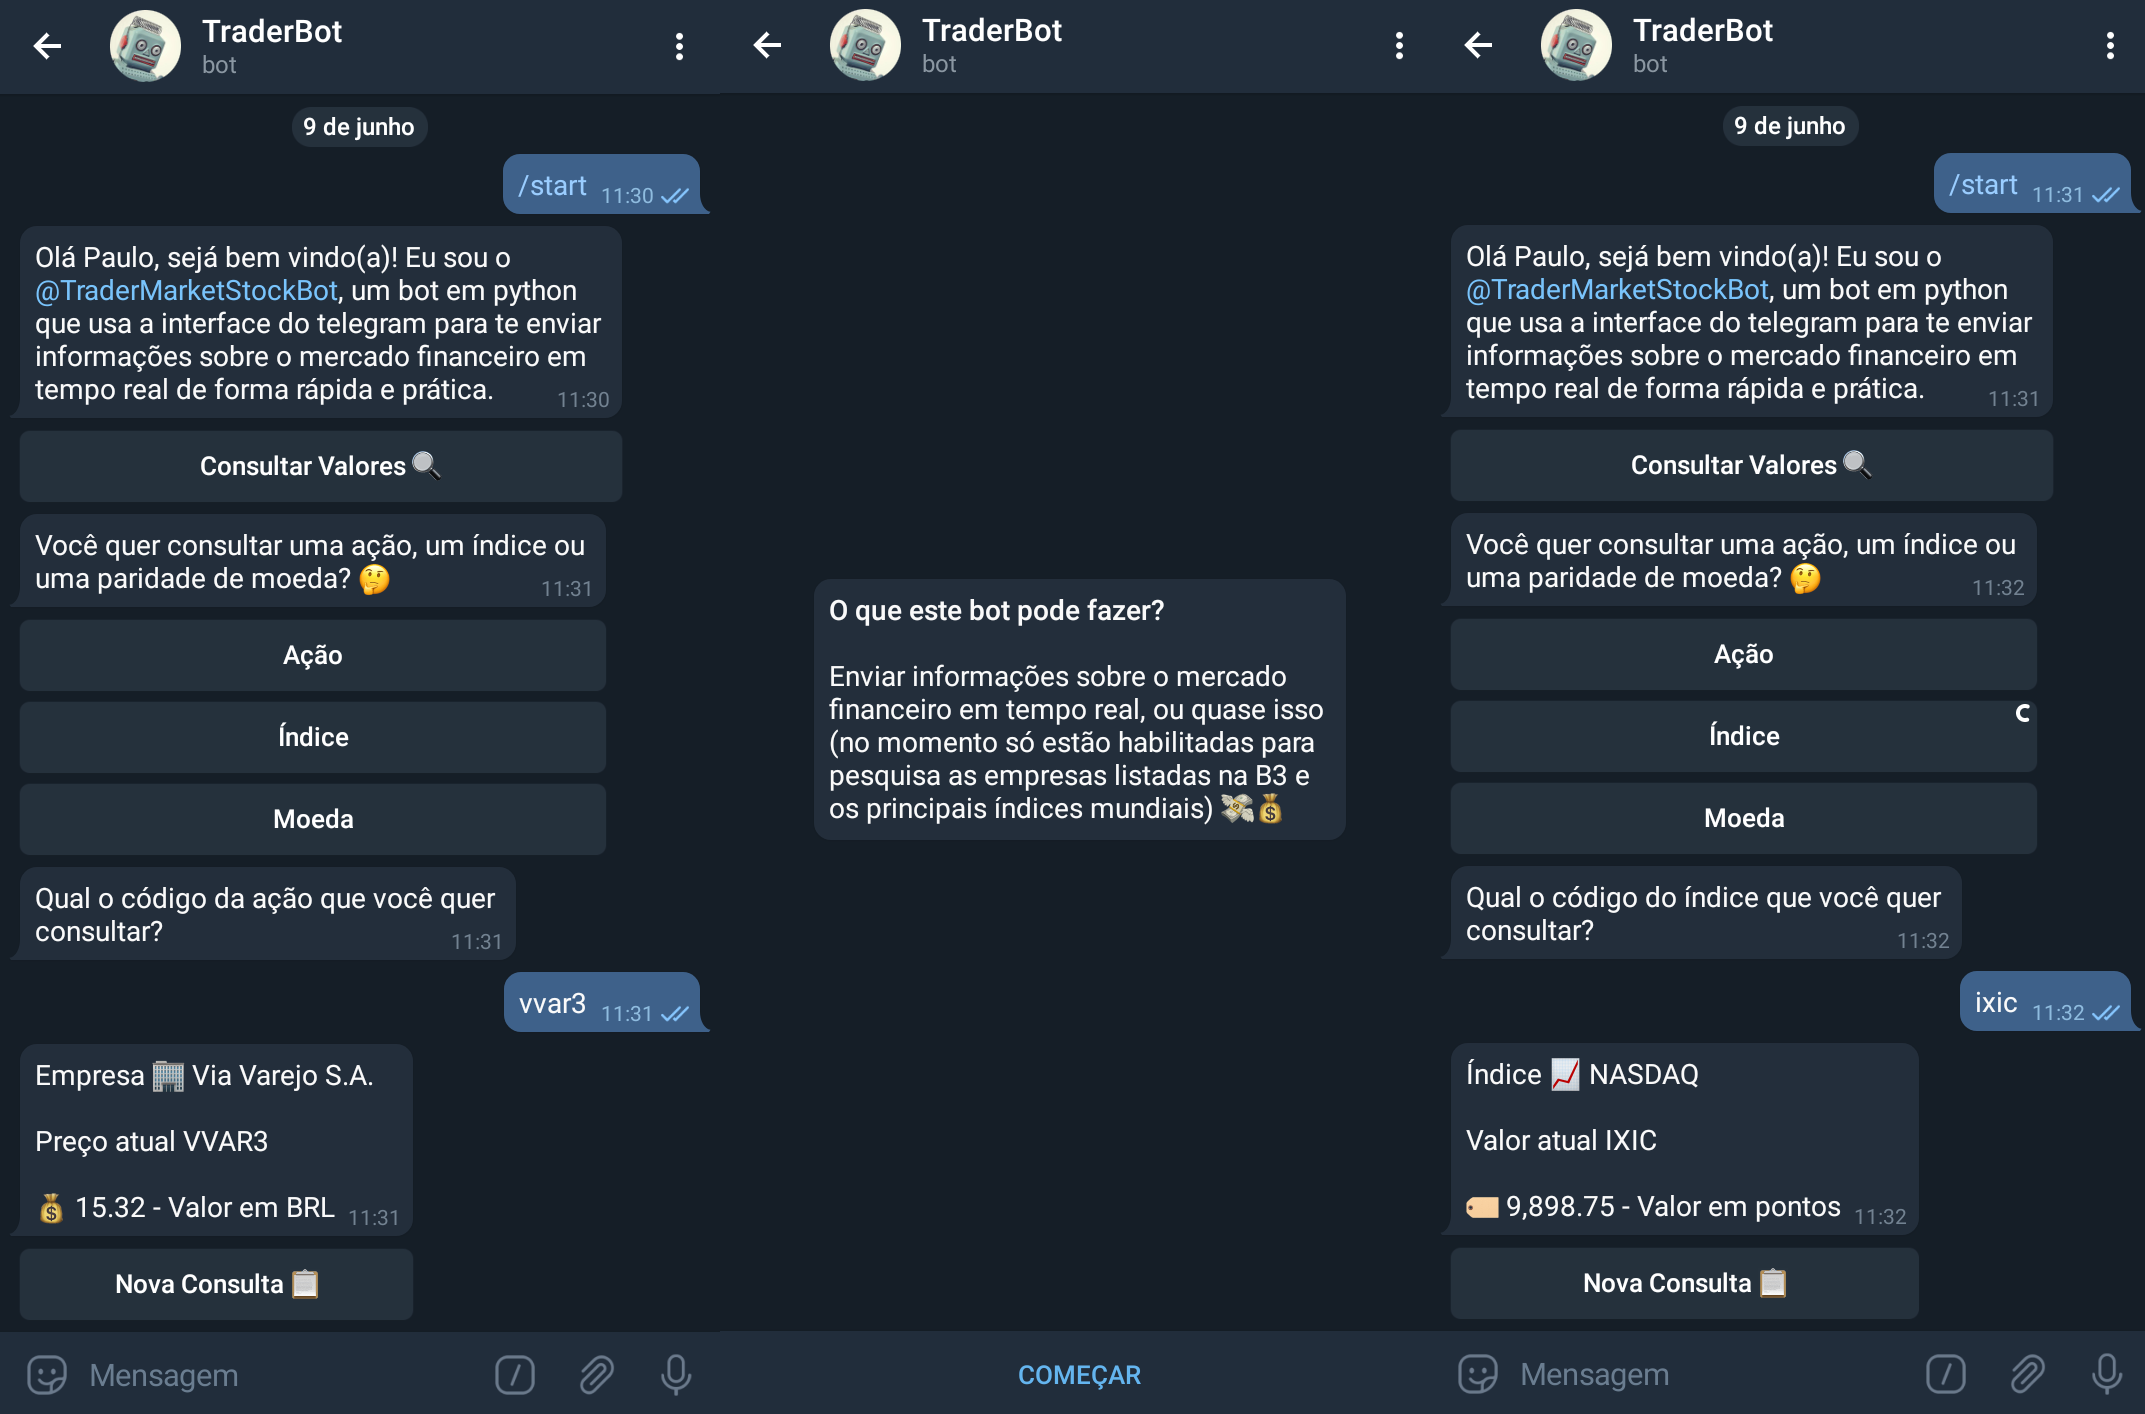 TraderBot
bot
9 de junho
/start 11:30
Olá Paulo, sejá bem vindo(a)! Eu sou o
@TraderMarketStockBot, um bot em python
que usa a interface do telegram para te enviar
informações sobre o mercado financeiro em
tempo real de forma rápida e prática. 11:30
Consultar Valores 🔍
Você quer consultar uma ação, um índice ou
uma paridade de moeda? 🤔 11:31
Ação
Índice
Moeda
Qual o código da ação que você quer
consultar? 11:31
vvar3 11:31
Empresa 🏢 Via Varejo S.A.
Preço atual VVAR3
💰 15.32 - Valor em BRL 11:31
Nova Consulta 📋
Mensagem
TraderBot
bot
O que este bot pode fazer?
Enviar informações sobre o mercado
financeiro em tempo real, ou quase isso
(no momento só estão habilitadas para
pesquisa as empresas listadas na B3 e
os principais índices mundiais) 💸💰
COMEÇAR
TraderBot
bot
9 de junho
/start 11:31
Olá Paulo, sejá bem vindo(a)! Eu sou o
@TraderMarketStockBot, um bot em python
que usa a interface do telegram para te enviar
informações sobre o mercado financeiro em
tempo real de forma rápida e prática. 11:31
Consultar Valores 🔍
Você quer consultar uma ação, um índice ou
uma paridade de moeda? 🤔 11:32
Ação
Índice
Moeda
Qual o código do índice que você quer
consultar? 11:32
ixic 11:32
Índice 📈 NASDAQ
Valor atual IXIC
🏷️ 9,898.75 - Valor em pontos 11:32
Nova Consulta 📋
Mensagem